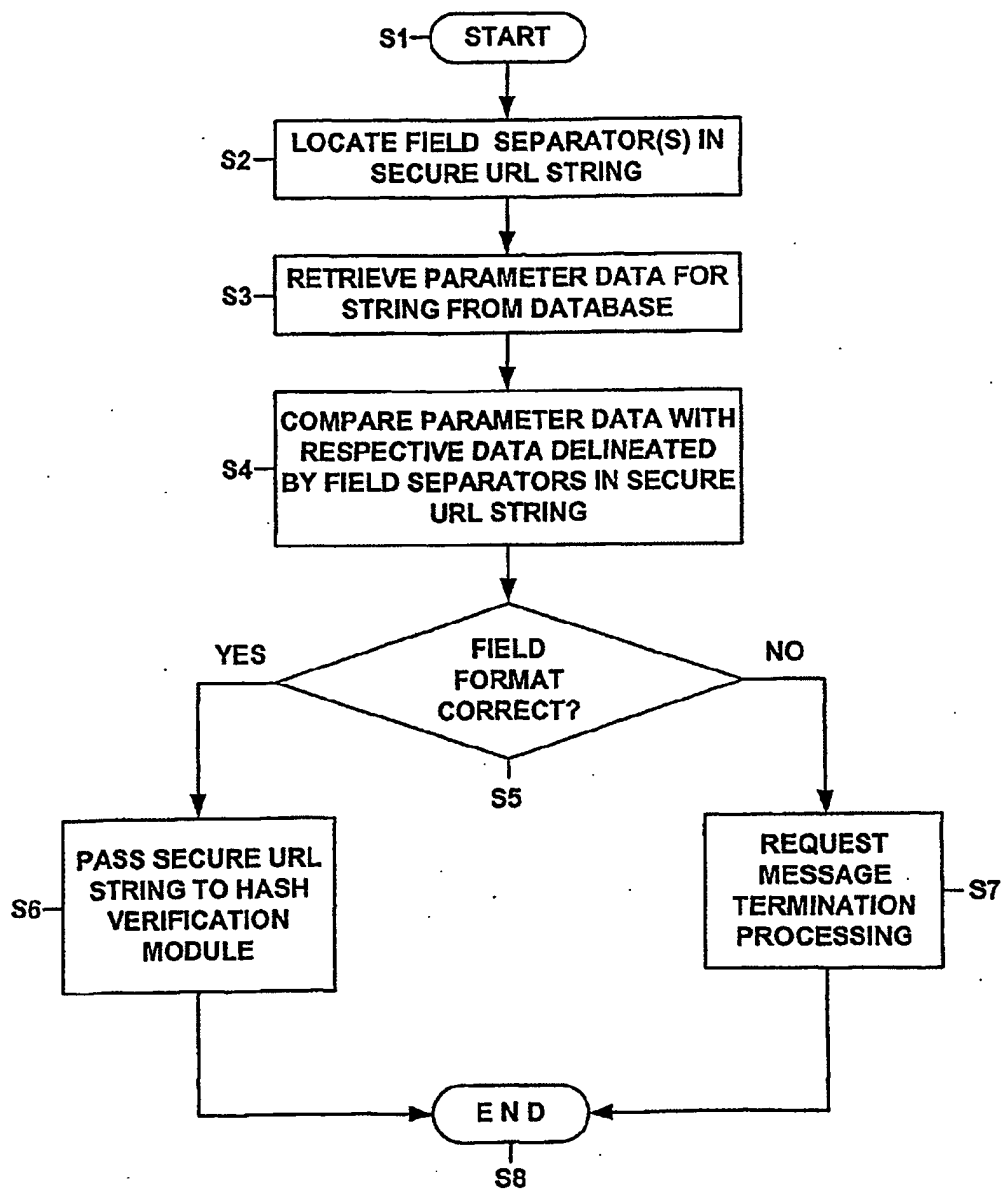 S1
START
S2
LOCATE FIELD SEPARATOR(S) IN
SECURE URL STRING
S3
RETRIEVE PARAMETER DATA FOR
STRING FROM DATABASE
S4
COMPARE PARAMETER DATA WITH
RESPECTIVE DATA DELINEATED
BY FIELD SEPARATORS IN SECURE
URL STRING
YES
FIELD
FORMAT
CORRECT?
NO
S5
S6
PASS SECURE URL
STRING TO HASH
VERIFICATION
MODULE
REQUEST
MESSAGE
TERMINATION
PROCESSING
S7
END
S8